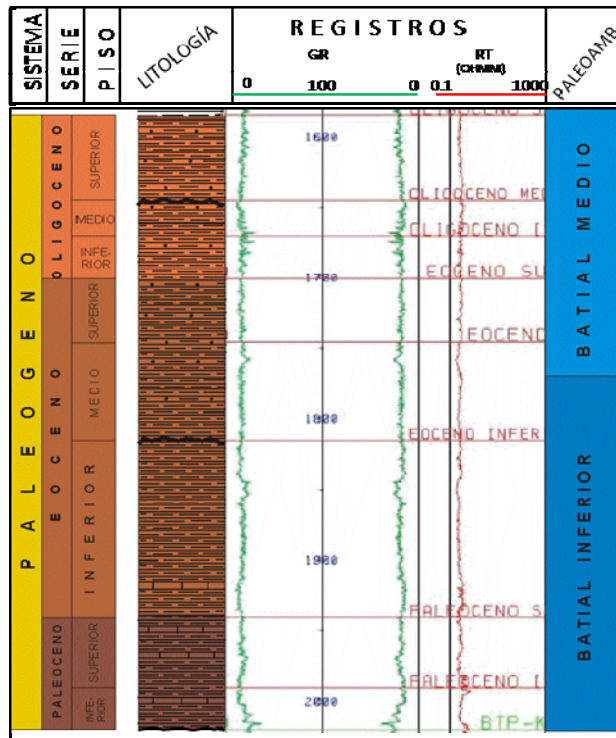 SISTEMA
SERIE
PISO
LITOLOGÍA
REGISTROS
GR
0 100 0
RT
(OHMM)
0.1 1000
PALEOAMB
PALEOGENO
OLIGOCENO
SUPERIOR
MEDIO
INFE-
RIOR
EOCENO
SUPERIOR
MEDIO
INFERIOR
PALEOCENO
SUPERIOR
INFE-
RIOR
1600
1700
1800
1900
2000
OLIGOCENO S
OLIGOCENO MED
OLIGOCENO I
EOCENO SU
EOCENO
EOCENO INFER
PALEOCENO S
PALEOCENO I
BTP-K
BATIAL MEDIO
BATIAL INFERIOR